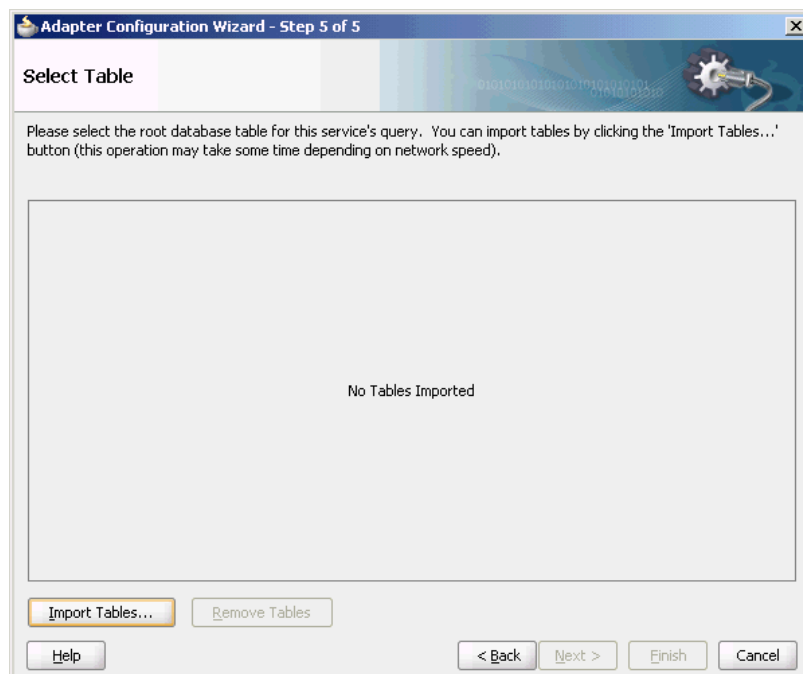 Adapter Configuration Wizard - Step 5 of 5
Select Table
Please select the root database table for this service's query. You can import tables by clicking the 'Import Tables...'
button (this operation may take some time depending on network speed).
No Tables Imported
Import Tables...
Remove Tables
Help
< Back
Next >
Finish
Cancel